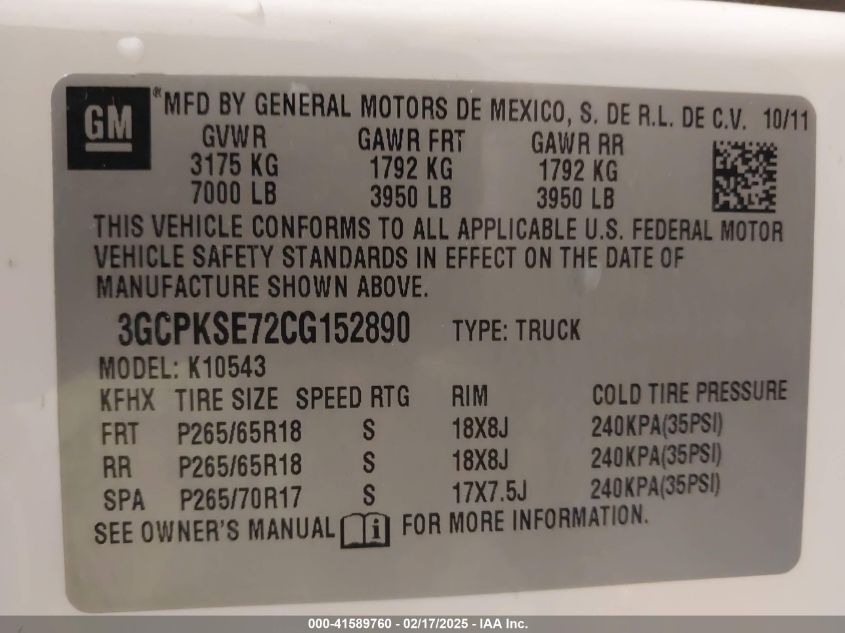 GM ® MFD BY GENERAL MOTORS DE MEXICO, S. DE R.L. DE C.V. 10/11
GVWR GAWR FRT GAWR RR
3175 KG 1792 KG 1792 KG
7000 LB 3950 LB 3950 LB
THIS VEHICLE CONFORMS TO ALL APPLICABLE U.S. FEDERAL MOTOR
VEHICLE SAFETY STANDARDS IN EFFECT ON THE DATE OF
MANUFACTURE SHOWN ABOVE.
3GCPKSE72CG152890 TYPE: TRUCK
MODEL: K10543
KFHX TIRE SIZE SPEED RTG RIM COLD TIRE PRESSURE
FRT P265/65R18 S 18X8J 240KPA(35PSI)
RR P265/65R18 S 18X8J 240KPA(35PSI)
SPA P265/70R17 S 17X7.5J 240KPA(35PSI)
SEE OWNER'S MANUAL i FOR MORE INFORMATION.
000-41589760 - 02/17/2025 - IAA Inc.